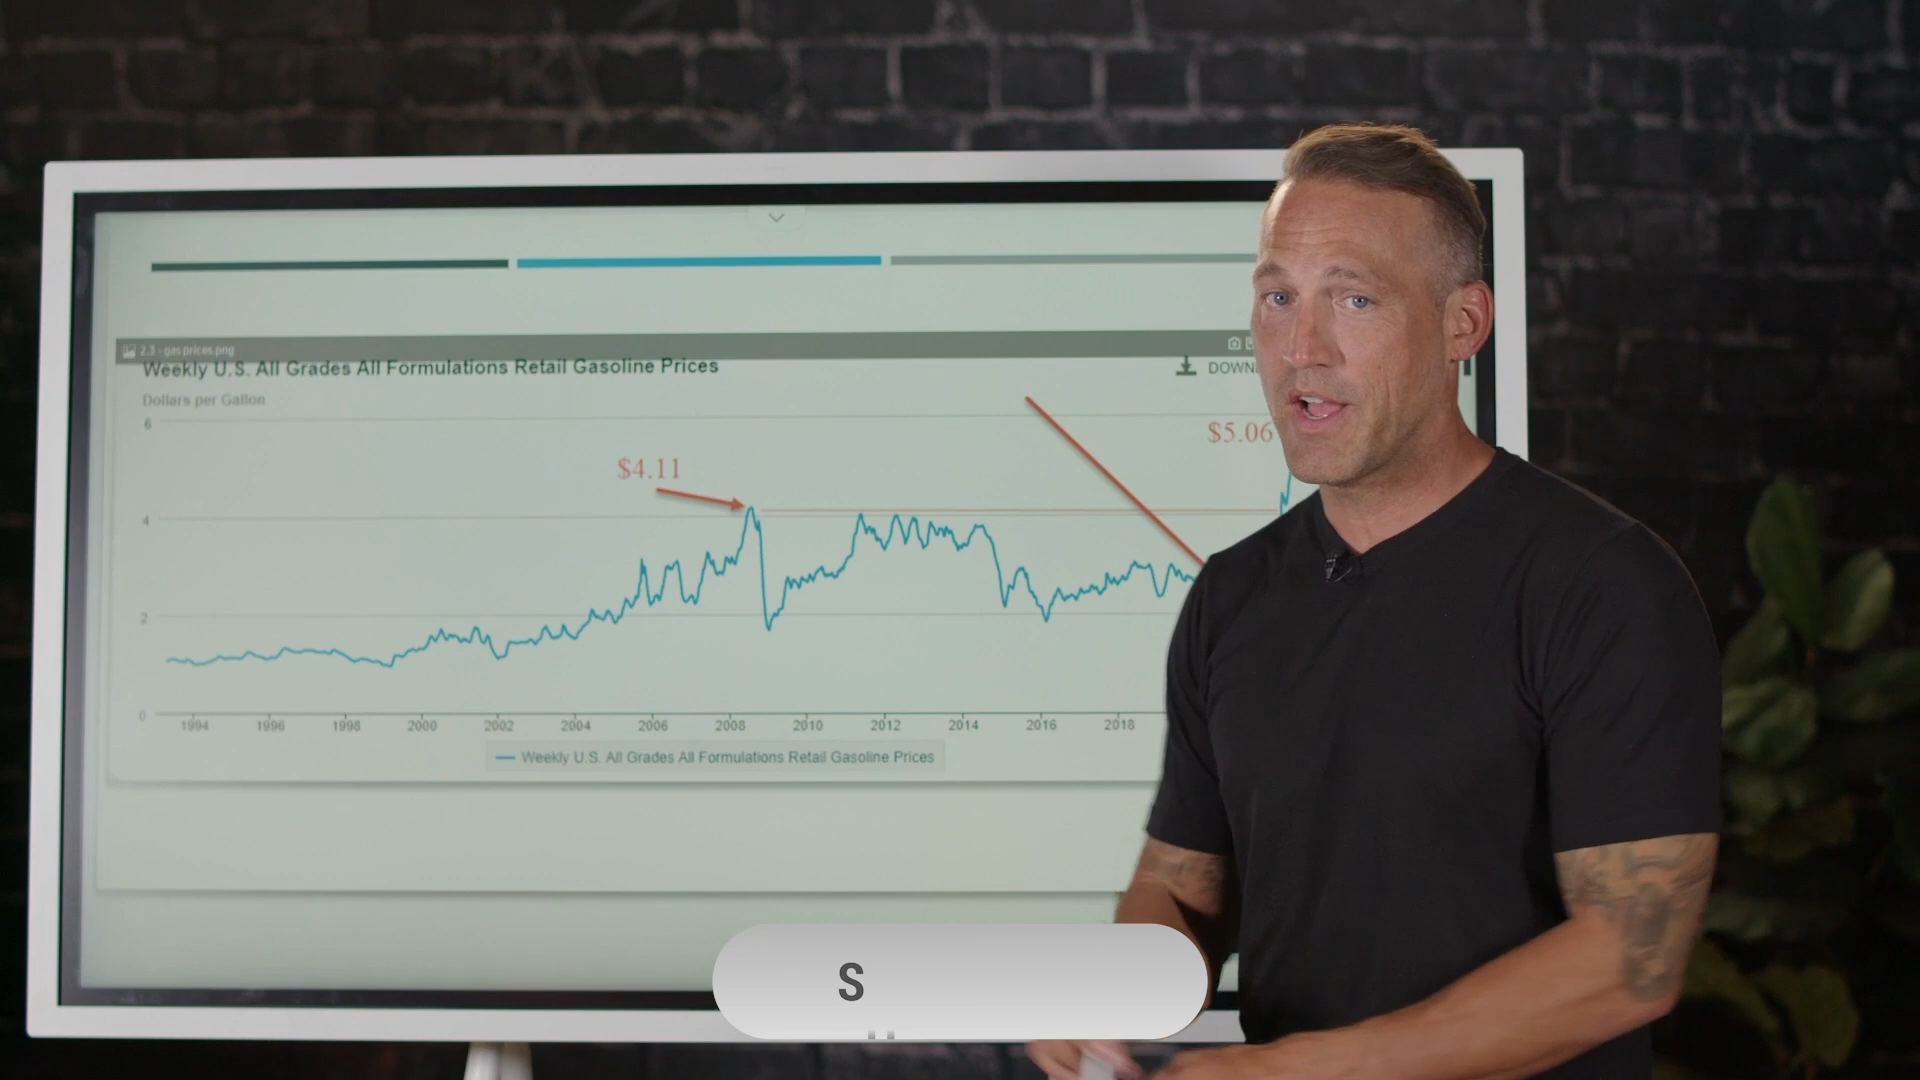 2.3 - gas prices.png
Weekly U.S. All Grades All Formulations Retail Gasoline Prices
Dollars per Gallon
6
$5.06
$4.11
4
2
0
1994 1996 1998 2000 2002 2004 2006 2008 2010 2012 2014 2016 2018
Weekly U.S. All Grades All Formulations Retail Gasoline Prices
S